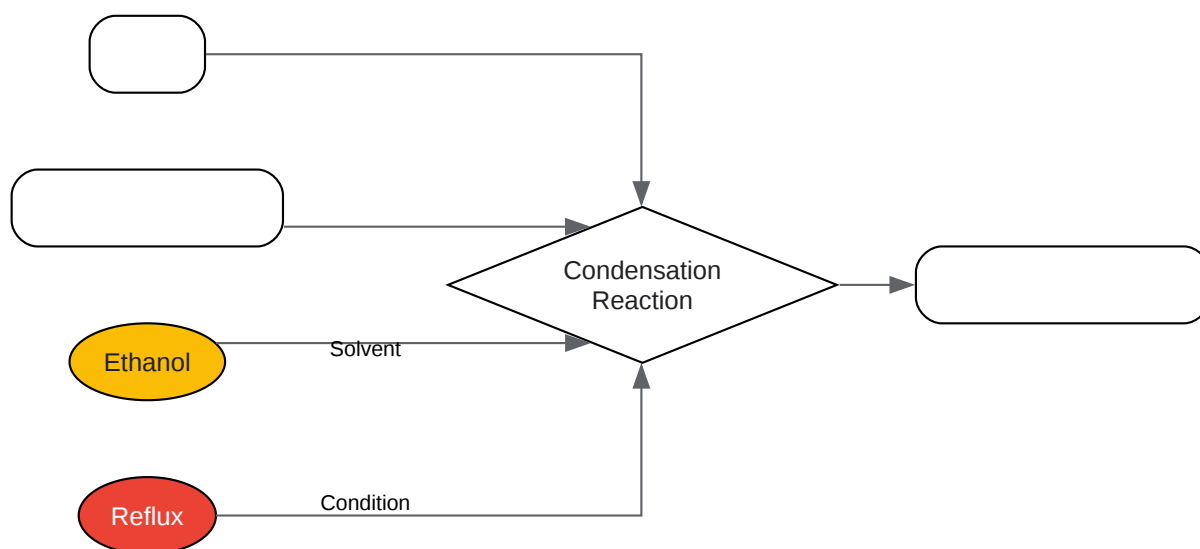 Condensation
Reaction
Ethanol
Solvent
Reflux
Condition